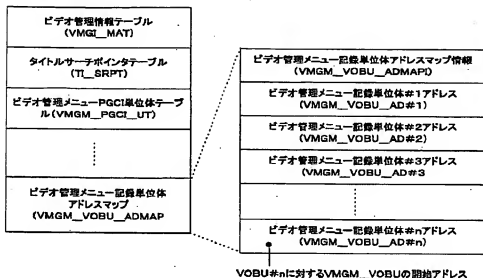 ビデオ管理情報テーブル
(VMGI__MAT)
タイトルサーチポインタテーブル
(TI__SRPT)
ビデオ管理メニューPGCI単位体テーブ
ル(VMGM__PGCI__UT)
ビデオ管理メニュー記録単位体
アドレスマップ
(VMGM__VOBU__ADMAP
ビデオ管理メニュー記録単位体アドレスマップ情報
(VMGM__VOBU__ADMAPI)
ビデオ管理メニュー記録単位体#1アドレス
(VMGM__VOBU__AD#1)
ビデオ管理メニュー記録単位体#2アドレス
(VMGM__VOBU__AD#2)
ビデオ管理メニュー記録単位体#3アドレス
(VMGM__VOBU__AD#3
ビデオ管理メニュー記録単位体#nアドレス
(VMGM__VOBU__AD#n)
VOBU#nに対するVMGM__VOBUの開始アドレス